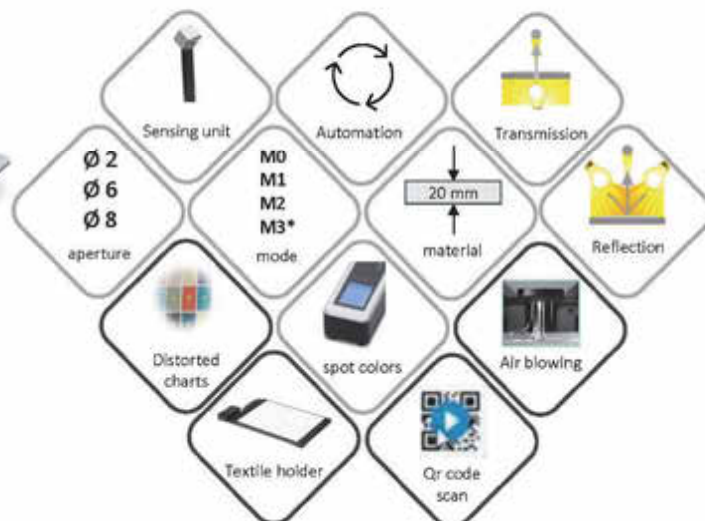 Sensing unit
Automation
Transmission
Ø 2
Ø 6
Ø 8
aperture
M0
M1
M2
M3*
mode
20 mm
material
Reflection
Distorted
charts
spot colors
Air blowing
Textile holder
Qr code
scan